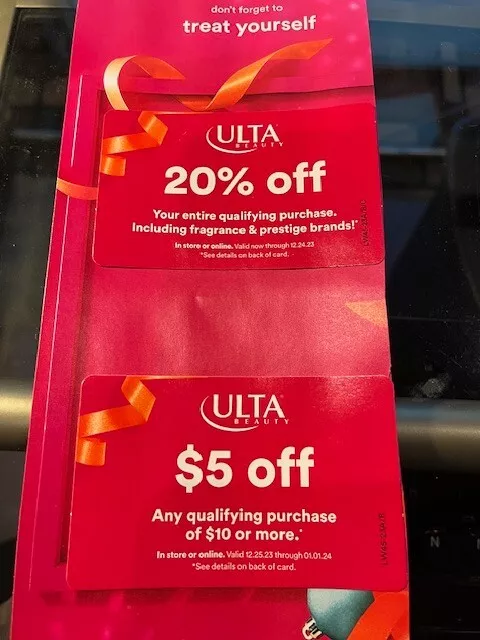 don't forget to
treat yourself
ULTA
BEAUTY
20% off
Your entire qualifying purchase.
Including fragrance & prestige brands!*
In store or online. Valid now through 12.24.23
*See details on back of card.
ULTA
BEAUTY
$5 off
Any qualifying purchase
of $10 or more.*
In store or online. Valid 12.25.23 through 01.01.24
*See details on back of card.
N